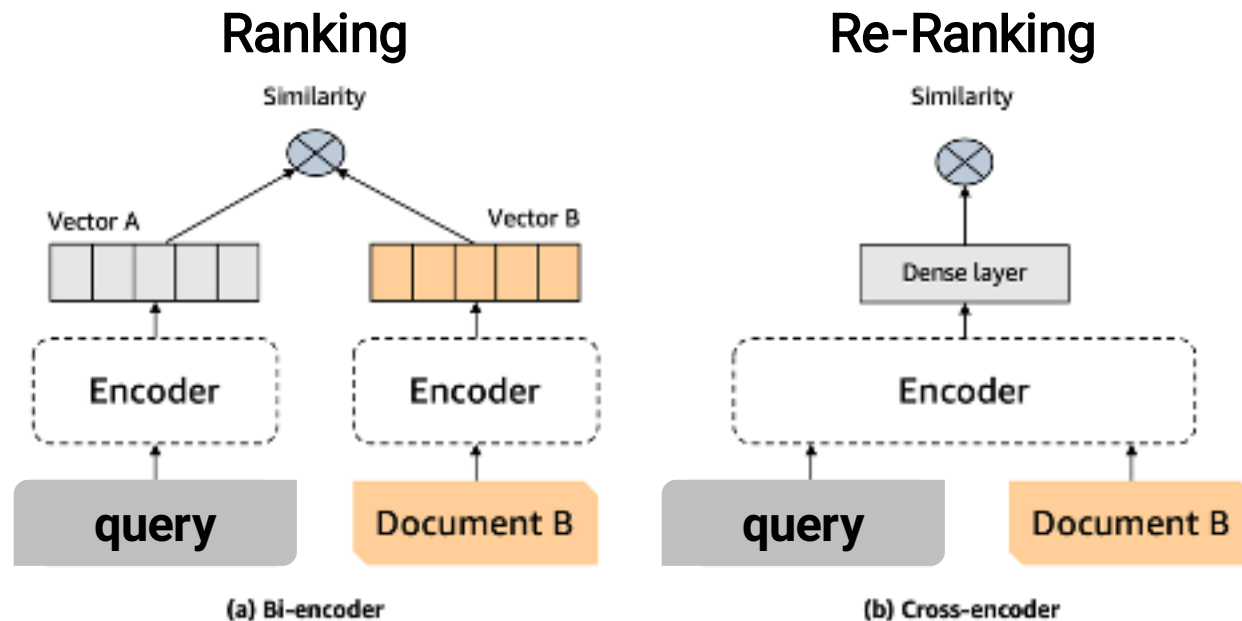 Ranking
Similarity
Vector A
Vector B
Encoder
Encoder
query
Document B
(a) Bi-encoder
Re-Ranking
Similarity
Dense layer
Encoder
query
Document B
(b) Cross-encoder